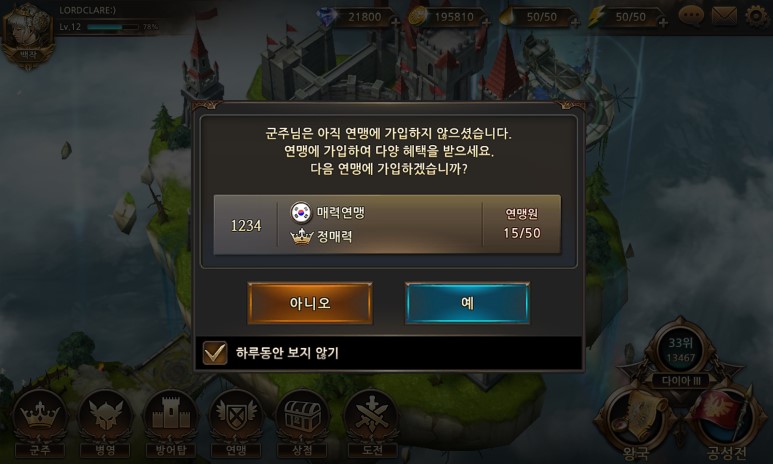 LORDCLARE:)
Lv.12
78%
백작
21800
195810
50/50
50/50
군주님은 아직 연맹에 가입하지 않으셨습니다.
연맹에 가입하여 다양 혜택을 받으세요.
다음 연맹에 가입하겠습니까?
1234
매력연맹
정매력
연맹원
15/50
아니오
예
하루동안 보지 않기
33위
13467
다이아 III
군주
병영
방어탑
연맹
상점
도전
왕국
공성전